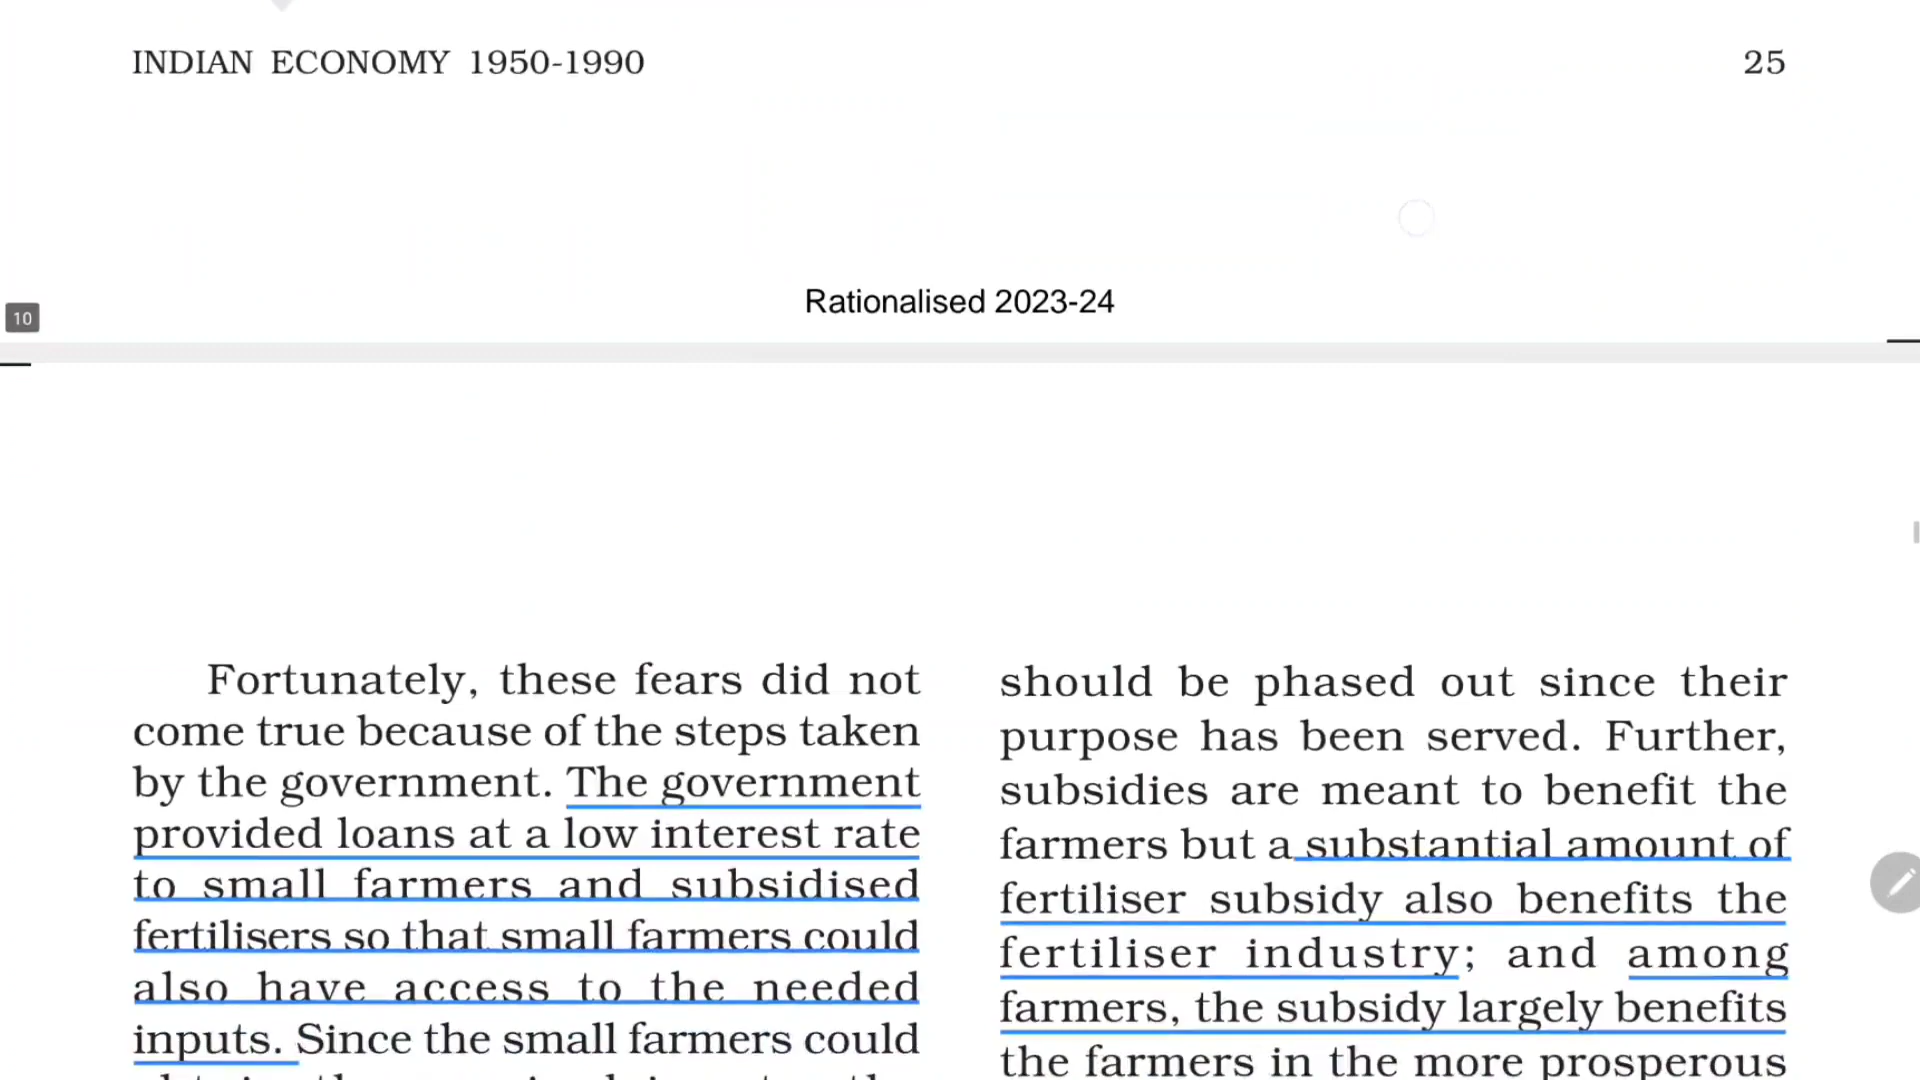 INDIAN ECONOMY 1950-1990
25
Rationalised 2023-24
10
Fortunately, these fears did not
come true because of the steps taken
by the government. The government
provided loans at a low interest rate
to small farmers and subsidised
fertilisers so that small farmers could
also have access to the needed
inputs. Since the small farmers could
should be phased out since their
purpose has been served. Further,
subsidies are meant to benefit the
farmers but a substantial amount of
fertiliser subsidy also benefits the
fertiliser industry; and among
farmers, the subsidy largely benefits
the farmers in the more prosperous